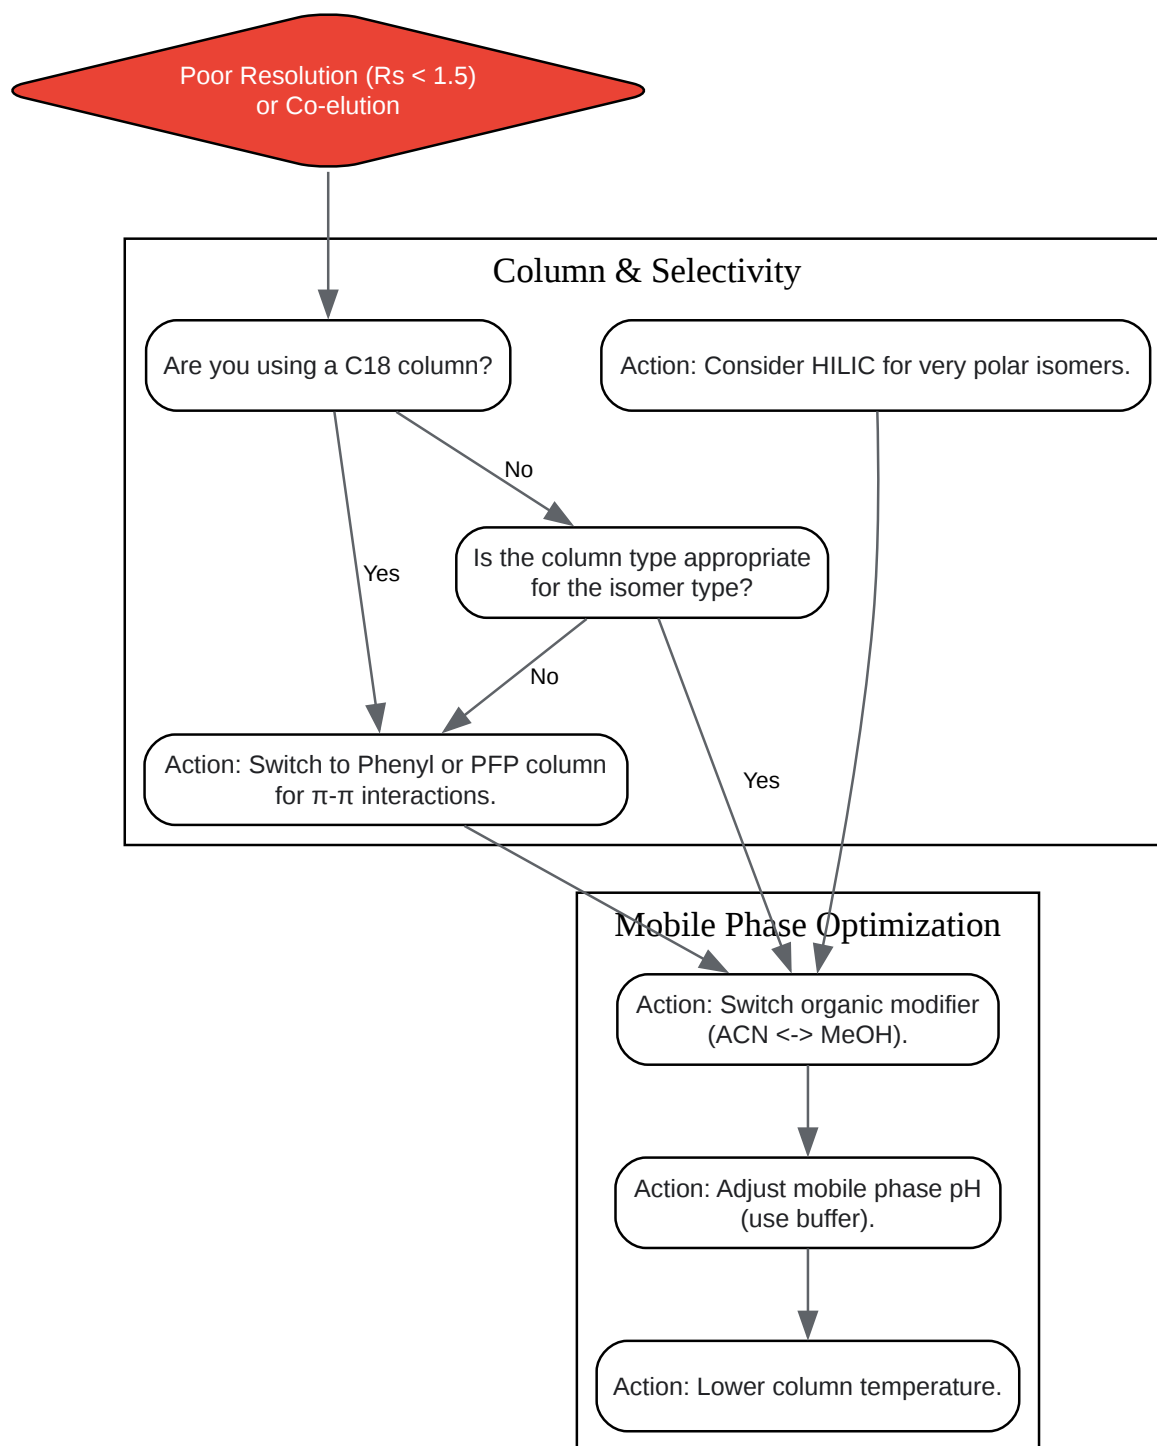 Poor Resolution (Rs < 1.5)
or Co-elution
Column & Selectivity
Are you using a C18 column?
Action: Consider HILIC for very polar isomers.
No
Is the column type appropriate
for the isomer type?
Yes
No
Action: Switch to Phenyl or PFP column
for π-π interactions.
Yes
Mobile Phase Optimization
Action: Switch organic modifier
(ACN <-> MeOH).
Action: Adjust mobile phase pH
(use buffer).
Action: Lower column temperature.